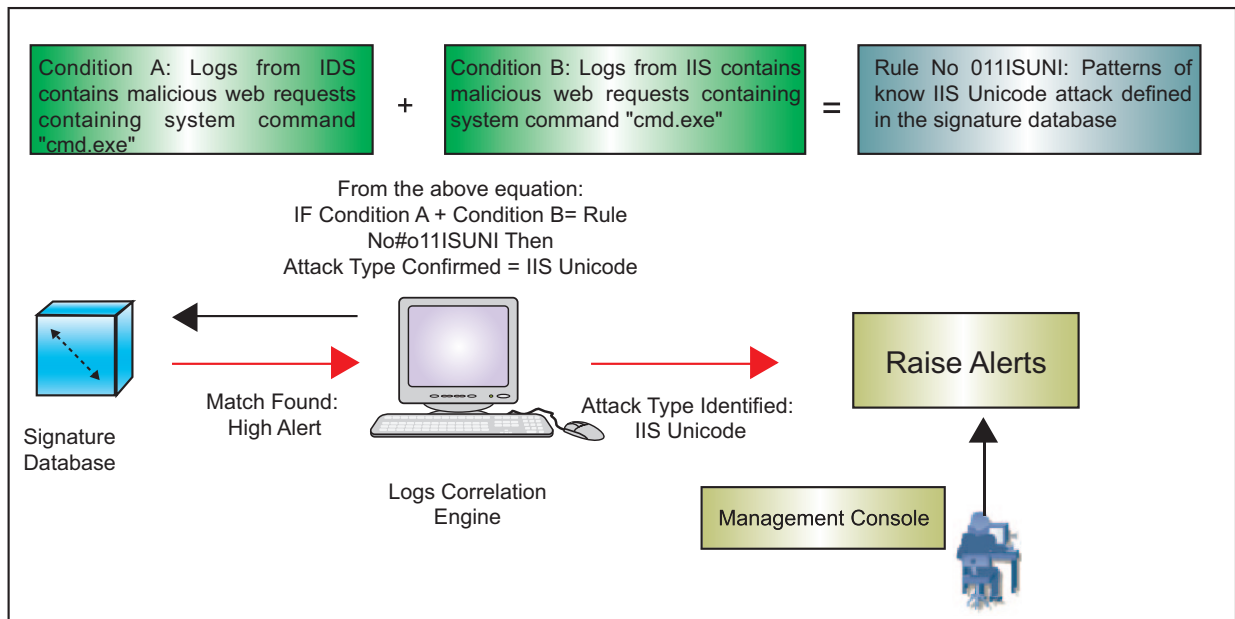 Condition A: Logs from IDS
contains malicious web requests
containing system command
"cmd.exe"
+
Condition B: Logs from IIS contains
malicious web requests containing
system command "cmd.exe"
=
Rule No 011ISUNI: Patterns of
know IIS Unicode attack defined
in the signature database
From the above equation:
IF Condition A + Condition B= Rule
No#o11ISUNI Then
Attack Type Confirmed = IIS Unicode
Signature
Database
Match Found:
High Alert
Logs Correlation
Engine
Attack Type Identified:
IIS Unicode
Raise Alerts
Management Console